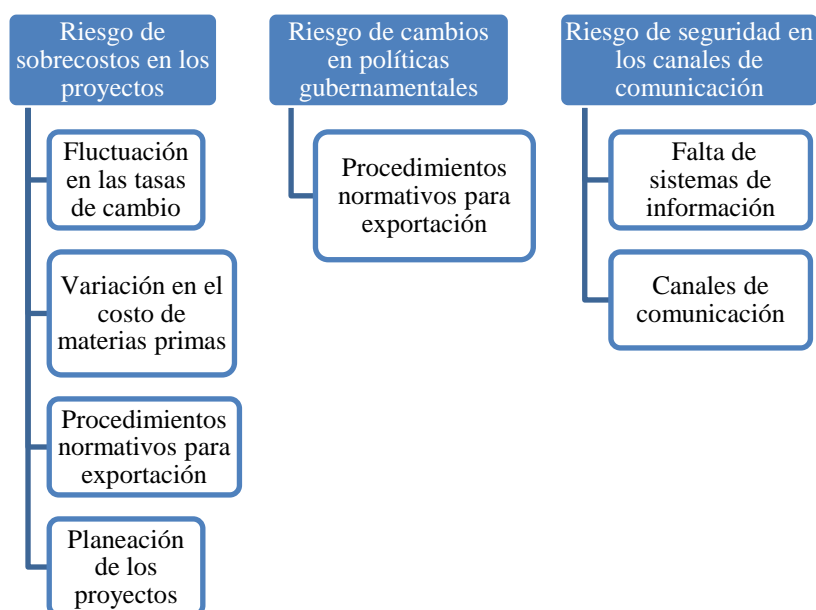 Riesgo de
sobrecostos en los
proyectos
Fluctuación
en las tasas
de cambio
Variación en el
costo de
materias primas
Procedimientos
normativos para
exportación
Planeación
de los
proyectos
Riesgo de cambios
en políticas
gubernamentales
Procedimientos
normativos para
exportación
Riesgo de seguridad en
los canales de
comunicación
Falta de
sistemas de
información
Canales de
comunicación